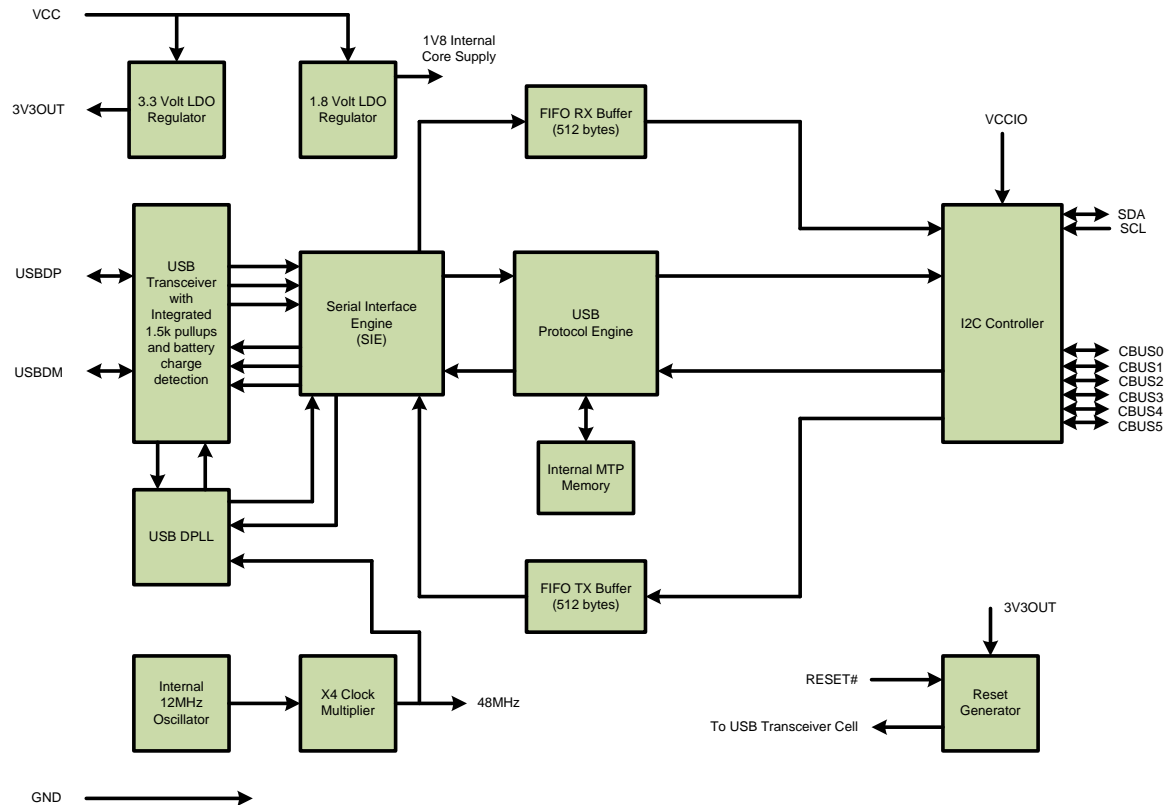 VCC
1V8 Internal
Core Supply
3V3OUT
3.3 Volt LDO
Regulator
1.8 Volt LDO
Regulator
FIFO RX Buffer
(512 bytes)
VCCIO
SDA
SCL
USBDP
USBDM
USB
Transceiver
with
Integrated
1.5k pullups
and battery
charge
detection
Serial Interface
Engine
(SIE)
USB
Protocol Engine
I2C Controller
CBUS0
CBUS1
CBUS2
CBUS3
CBUS4
CBUS5
Internal MTP
Memory
USB DPLL
FIFO TX Buffer
(512 bytes)
3V3OUT
Internal
12MHz
Oscillator
X4 Clock
Multiplier
48MHz
RESET#
Reset
Generator
To USB Transceiver Cell
GND